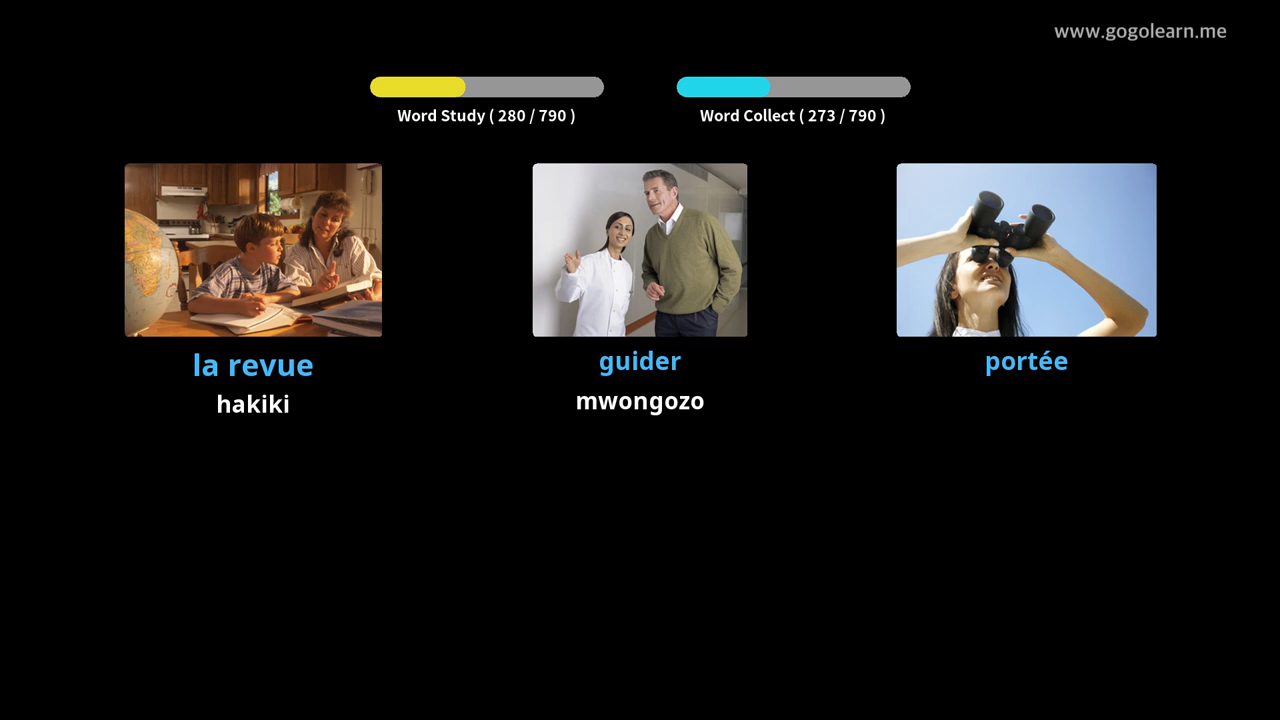 www.gogolearn.me
Word Study ( 280 / 790 )
Word Collect ( 273 / 790 )
la revue
hakiki
guider
mwongozo
portée